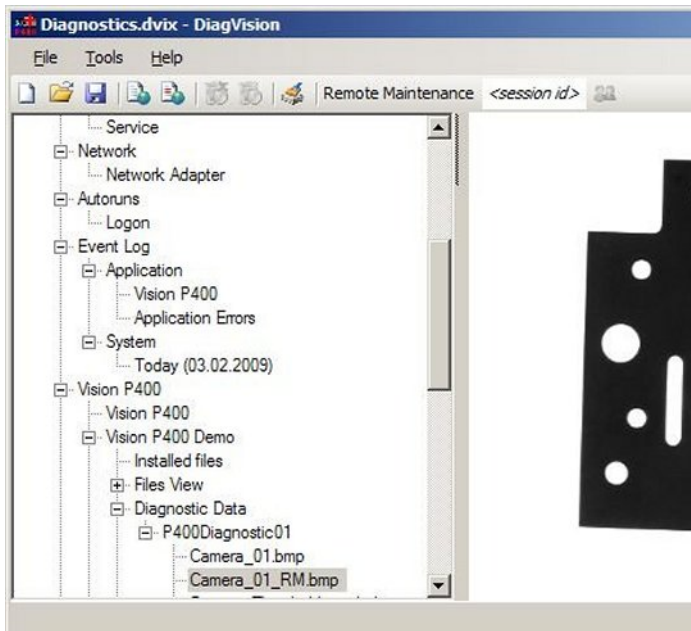 Diagnostics.dvix - DiagVision
File Tools Help
Remote Maintenance <session id>
Service
Network
Network Adapter
Autoruns
Logon
Event Log
Application
Vision P400
Application Errors
System
Today (03.02.2009)
Vision P400
Vision P400
Vision P400 Demo
Installed files
Files View
Diagnostic Data
P400Diagnostic01
Camera_01.bmp
Camera_01_RM.bmp